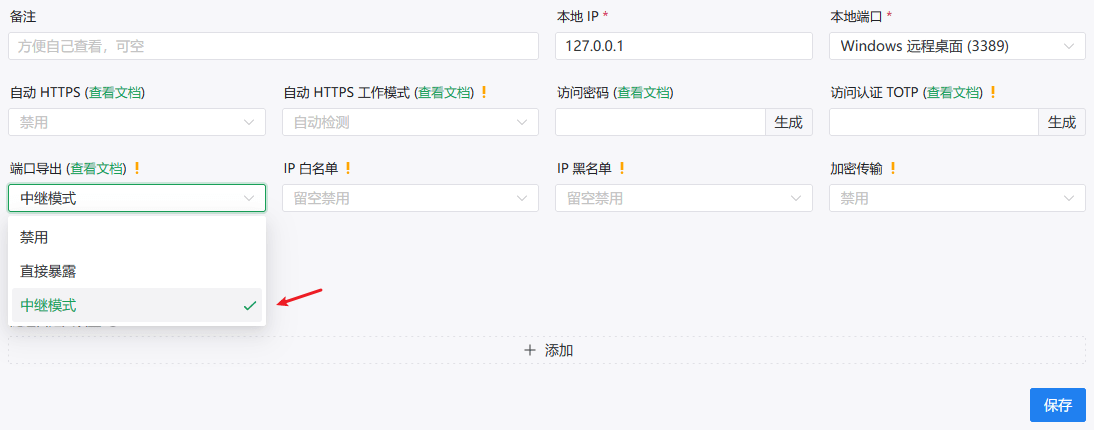 备注 本地 IP * 本地端口 *
方便自己查看，可空 127.0.0.1 Windows 远程桌面 (3389)
自动 HTTPS (查看文档) 自动 HTTPS 工作模式 (查看文档) ! 访问密码 (查看文档) 访问认证 TOTP (查看文档) !
禁用 自动检测 生成 生成
端口导出 (查看文档) ! IP 白名单 ! IP 黑名单 ! 加密传输 !
中继模式 留空禁用 留空禁用 禁用
禁用
直接暴露
中继模式
+ 添加
保存